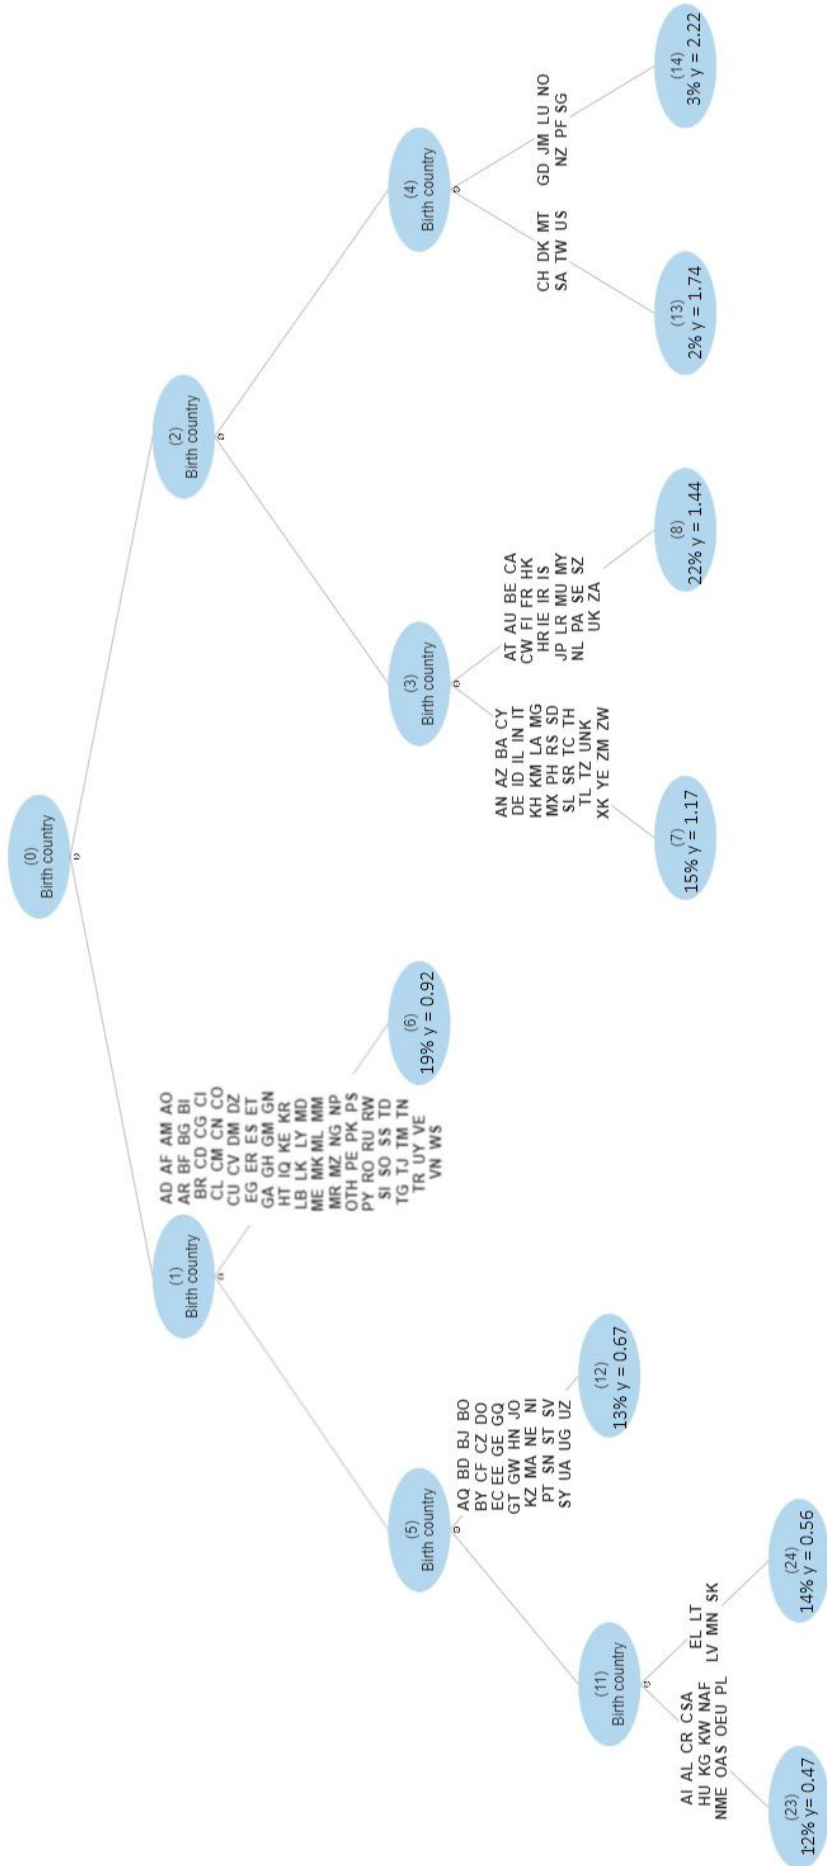 (0)
Birth country
(1)
Birth country
(2)
Birth country
AD AF AM AO
AR BF BG BI
BR CD CG CI
CL CM CN CO
CU CV DM DZ
EG ER ES ET
GA GH GM GN
HT IQ KE KR
LB LK LY MD
ME MK ML MM
MR MZ NG NP
OTH PE PK PS
PY RO RU RW
SI SO SS TD
TG TJ TM TN
TR UY VE
VN WS
(5)
Birth country
(6)
19% y = 0.92
(3)
Birth country
(4)
Birth country
AQ BD BJ BO
BY CF CZ DO
EC EE GE GQ
GT GW HN JO
KZ MA NE NI
PT SN ST SV
SY UA UG UZ
AN AZ BA CY
DE ID IL IN IT
KH KM LA MG
MX PH RS SD
SL SR TC TH
TL TZ UNK
XK YE ZM ZW
AT AU BE CA
CW FI FR HK
HR IE IR IS
JP LR MU MY
NL PA SE SZ
UK ZA
CH DK MT
SA TW US
GD JM LU NO
NZ PF SG
(11)
Birth country
(12)
13% y = 0.67
(7)
15% y = 1.17
(8)
22% y = 1.44
(13)
2% y = 1.74
(14)
3% y = 2.22
AI AL CR CSA
HU KG KW NAF
NME OAS OEU PL
EL LT
LV MN SK
(23)
12% y= 0.47
(24)
14% y = 0.56